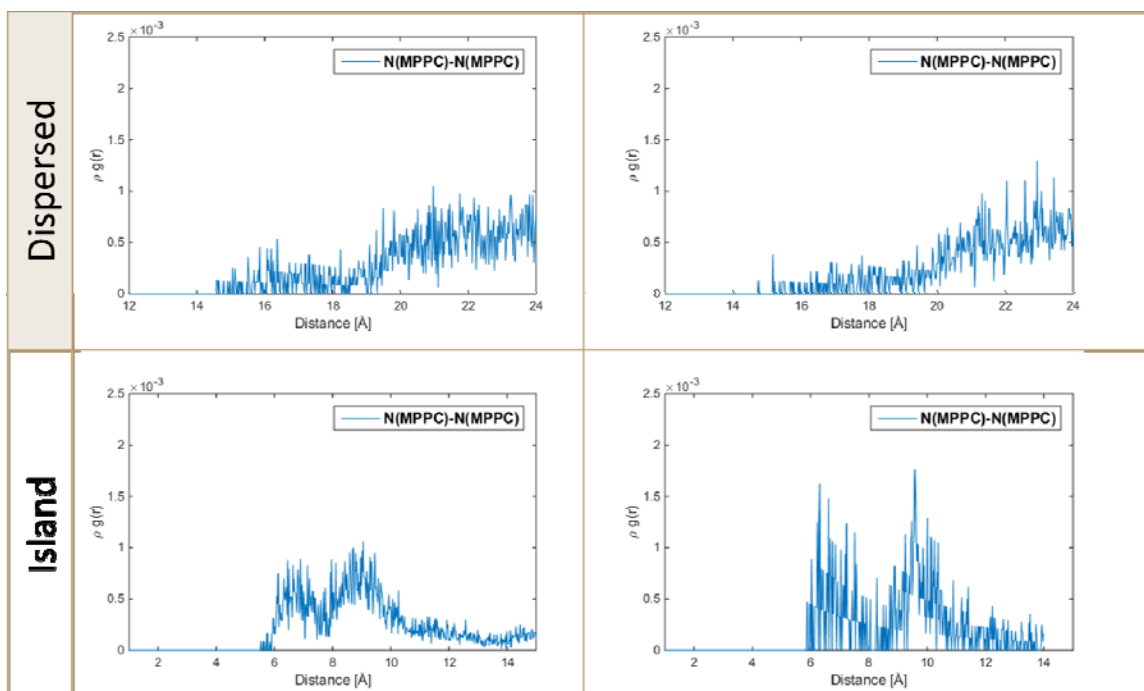 Dispersed
×10⁻³
2.5
2
1.5
1
0.5
0
ρ g(r)
N(MPPC)-N(MPPC)
12 14 16 18 20 22 24
Distance [Å]
×10⁻³
2.5
2
1.5
1
0.5
0
ρ g(r)
N(MPPC)-N(MPPC)
12 14 16 18 20 22 24
Distance [Å]
Island
×10⁻³
2.5
2
1.5
1
0.5
0
ρ g(r)
N(MPPC)-N(MPPC)
2 4 6 8 10 12 14
Distance [Å]
×10⁻³
2.5
2
1.5
1
0.5
0
ρ g(r)
N(MPPC)-N(MPPC)
2 4 6 8 10 12 14
Distance [Å]